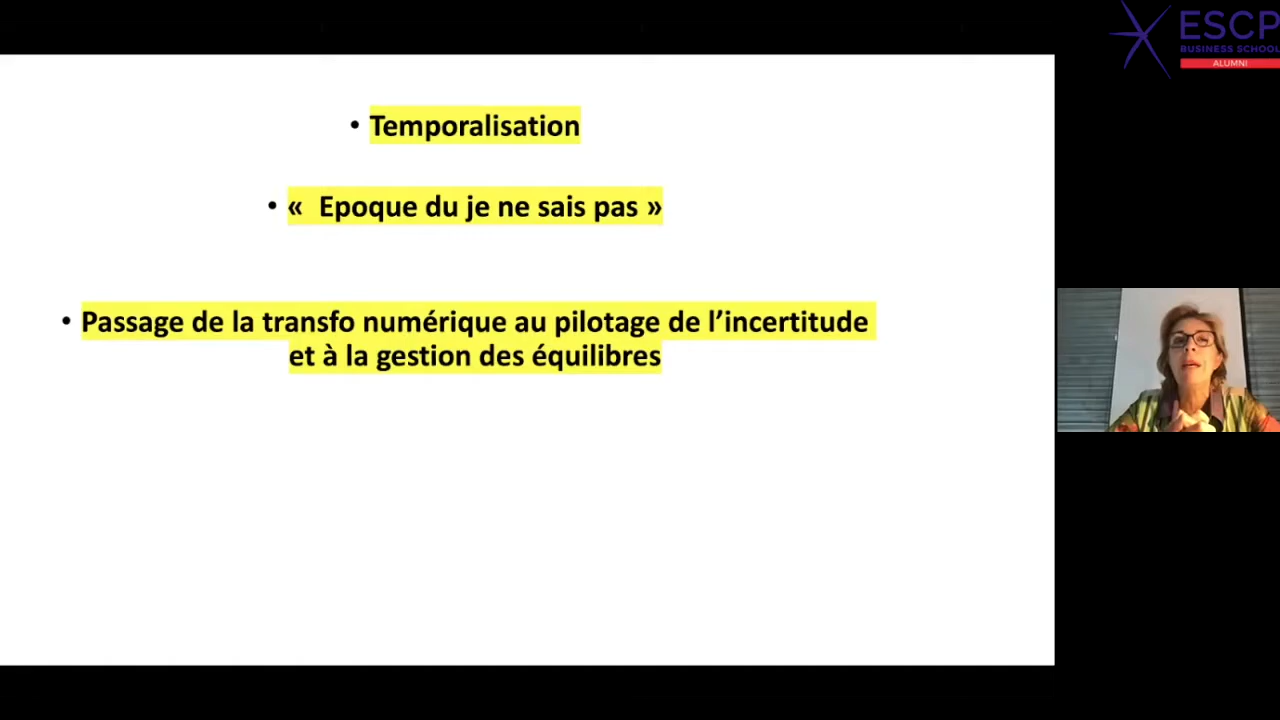 ESCP
BUSINESS SCHOOL
ALUMNI
• Temporalisation
• « Epoque du je ne sais pas »
• Passage de la transfo numérique au pilotage de l’incertitude
et à la gestion des équilibres